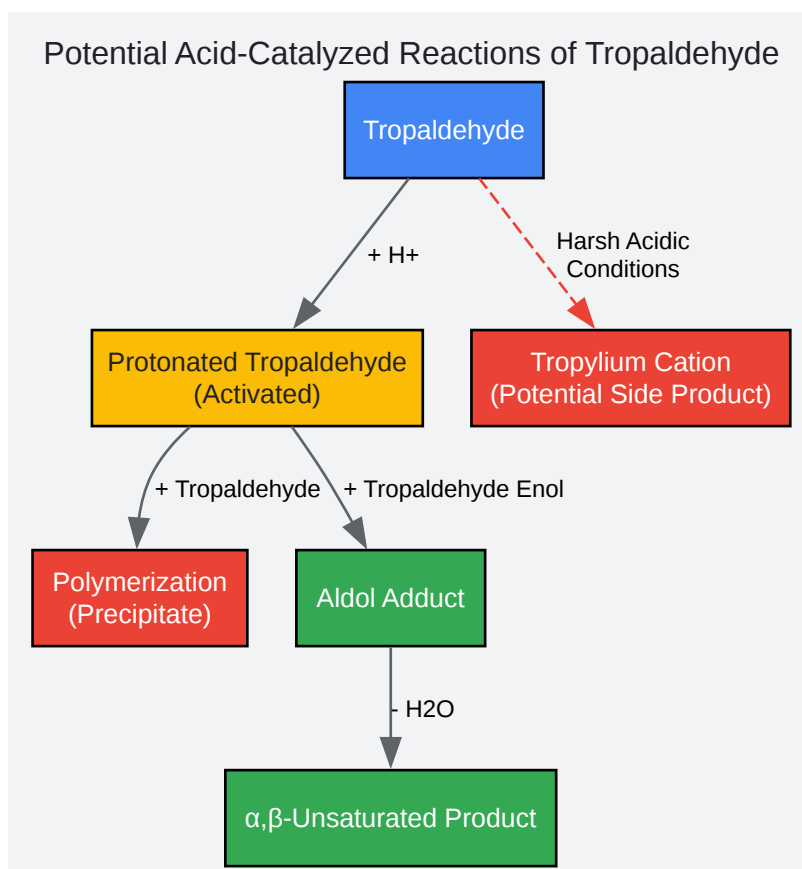 Potential Acid-Catalyzed Reactions of Tropaldehyde
Tropaldehyde
+ H+
Harsh Acidic
Conditions
Protonated Tropaldehyde
(Activated)
Tropylium Cation
(Potential Side Product)
+ Tropaldehyde
+ Tropaldehyde Enol
Polymerization
(Precipitate)
Aldol Adduct
- H2O
α,β-Unsaturated Product